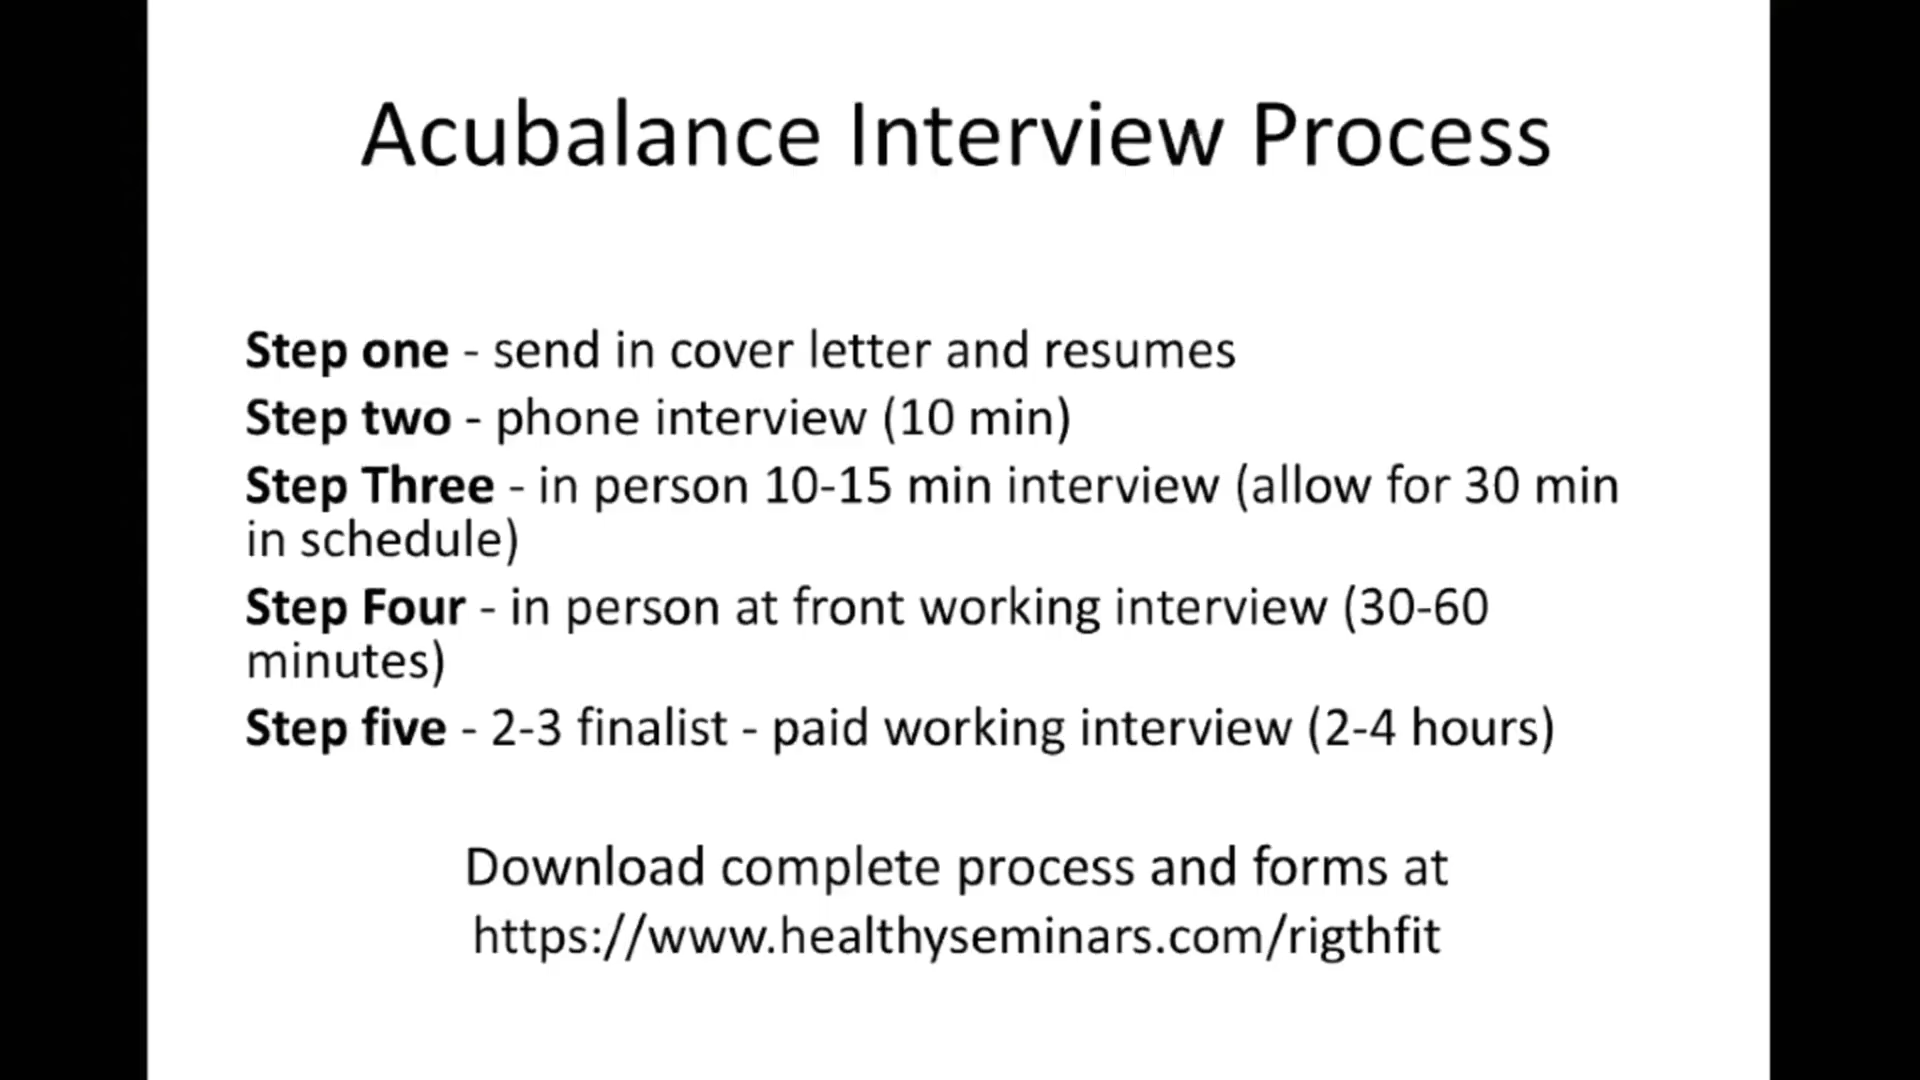 Acubalance Interview Process
Step one - send in cover letter and resumes
Step two - phone interview (10 min)
Step Three - in person 10-15 min interview (allow for 30 min
in schedule)
Step Four - in person at front working interview (30-60
minutes)
Step five - 2-3 finalist - paid working interview (2-4 hours)
Download complete process and forms at
https://www.healthyseminars.com/rigthfit